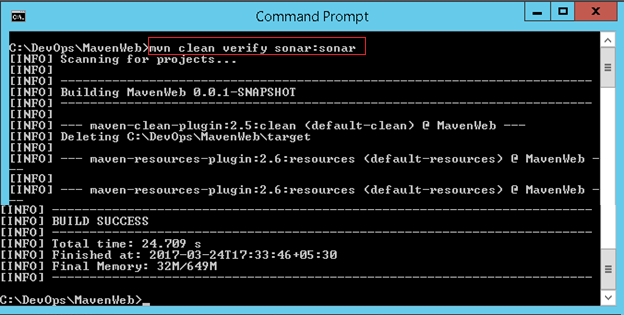 Command Prompt
C:\DevOps\MavenWeb>mvn clean verify sonar:sonar
[INFO] Scanning for projects...
[INFO]
[INFO] ------------------------------------------------------------------------
[INFO] Building MavenWeb 0.0.1-SNAPSHOT
[INFO] ------------------------------------------------------------------------
[INFO]
[INFO] --- maven-clean-plugin:2.5:clean (default-clean) @ MavenWeb ---
[INFO] Deleting C:\DevOps\MavenWeb\target
[INFO]
[INFO] --- maven-resources-plugin:2.6:resources (default-resources) @ MavenWeb -
--
[INFO]
[INFO] --- maven-resources-plugin:2.6:resources (default-resources) @ MavenWeb -
--
[INFO] ------------------------------------------------------------------------
[INFO] BUILD SUCCESS
[INFO] ------------------------------------------------------------------------
[INFO] Total time: 24.709 s
[INFO] Finished at: 2017-03-24T17:33:46+05:30
[INFO] Final Memory: 32M/649M
[INFO] ------------------------------------------------------------------------
C:\DevOps\MavenWeb>_